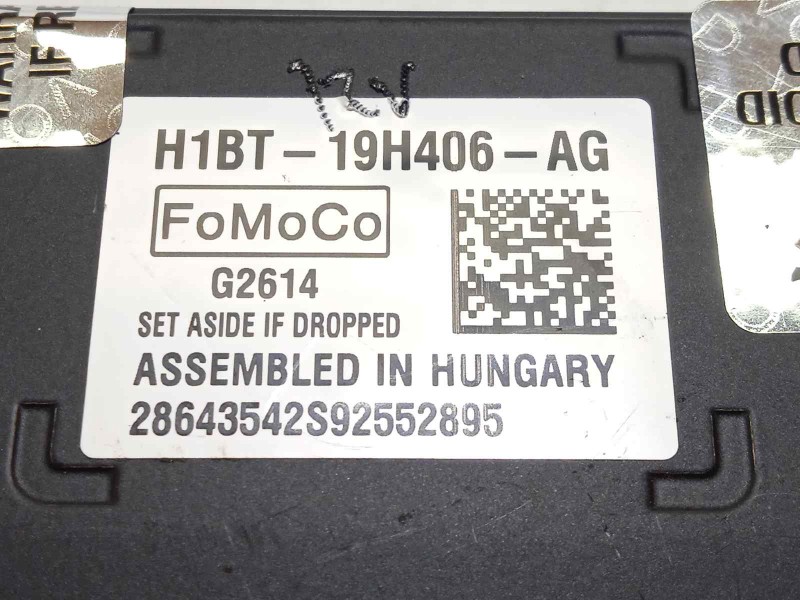 H1BT-19H406-AG
FoMoCo
G2614
SET ASIDE IF DROPPED
ASSEMBLED IN HUNGARY
28643542S92552895